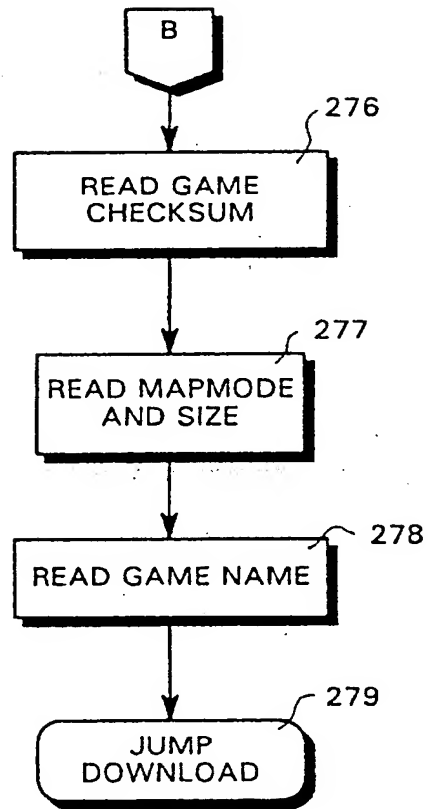 B
276
READ GAME
CHECKSUM
277
READ MAPMODE
AND SIZE
278
READ GAME NAME
279
JUMP
DOWNLOAD